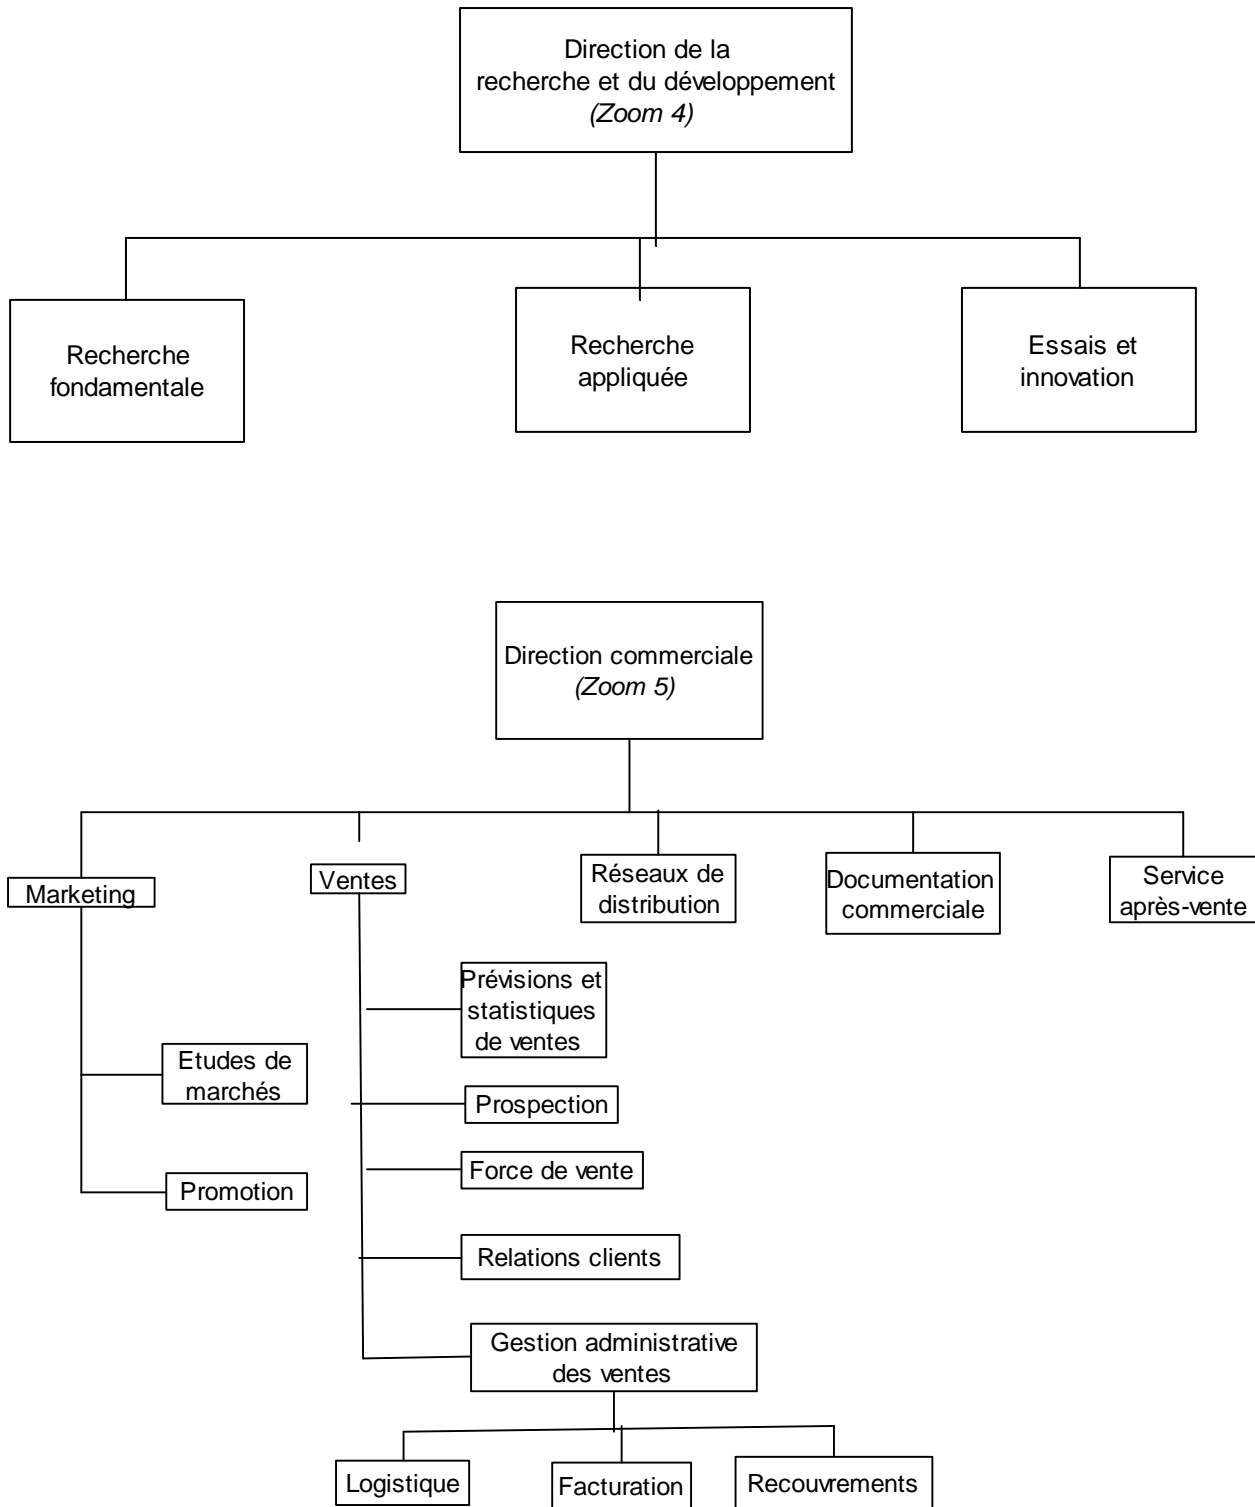 Direction de la
recherche et du développement
(Zoom 4)
Recherche
fondamentale
Recherche
appliquée
Essais et
innovation
Direction commerciale
(Zoom 5)
Marketing
Ventes
Réseaux de
distribution
Documentation
commerciale
Service
après-vente
Prévisions et
statistiques
de ventes
Etudes de
marchés
Prospection
Force de vente
Promotion
Relations clients
Gestion administrative
des ventes
Logistique
Facturation
Recouvrements